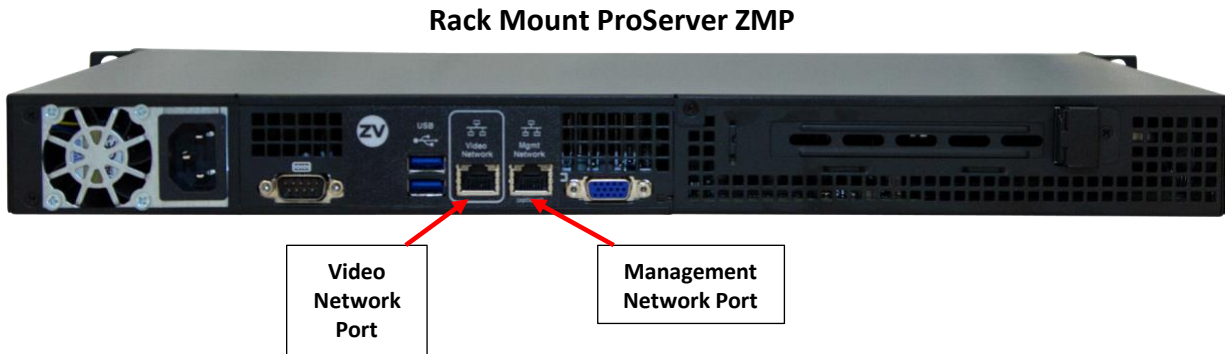 Rack Mount ProServer ZMP
ZV
USB
Video
Network
Mgmt
Network
Video
Network
Port
Management
Network Port